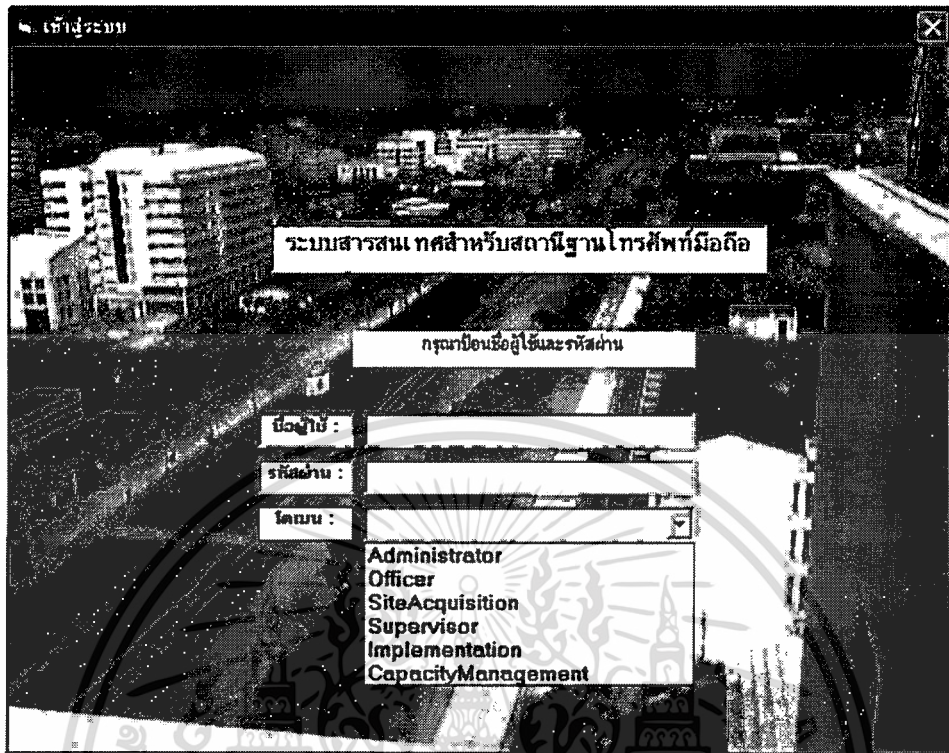 เข้าสู่ระบบ
ระบบสารสนเทศสำหรับสถานีฐานโทรศัพท์มือถือ
กรุณาป้อนชื่อผู้ใช้และรหัสผ่าน
ชื่อผู้ใช้ :
รหัสผ่าน :
โดเมน :
Administrator
Officer
SiteAcquisition
Supervisor
Implementation
CapacityManagement